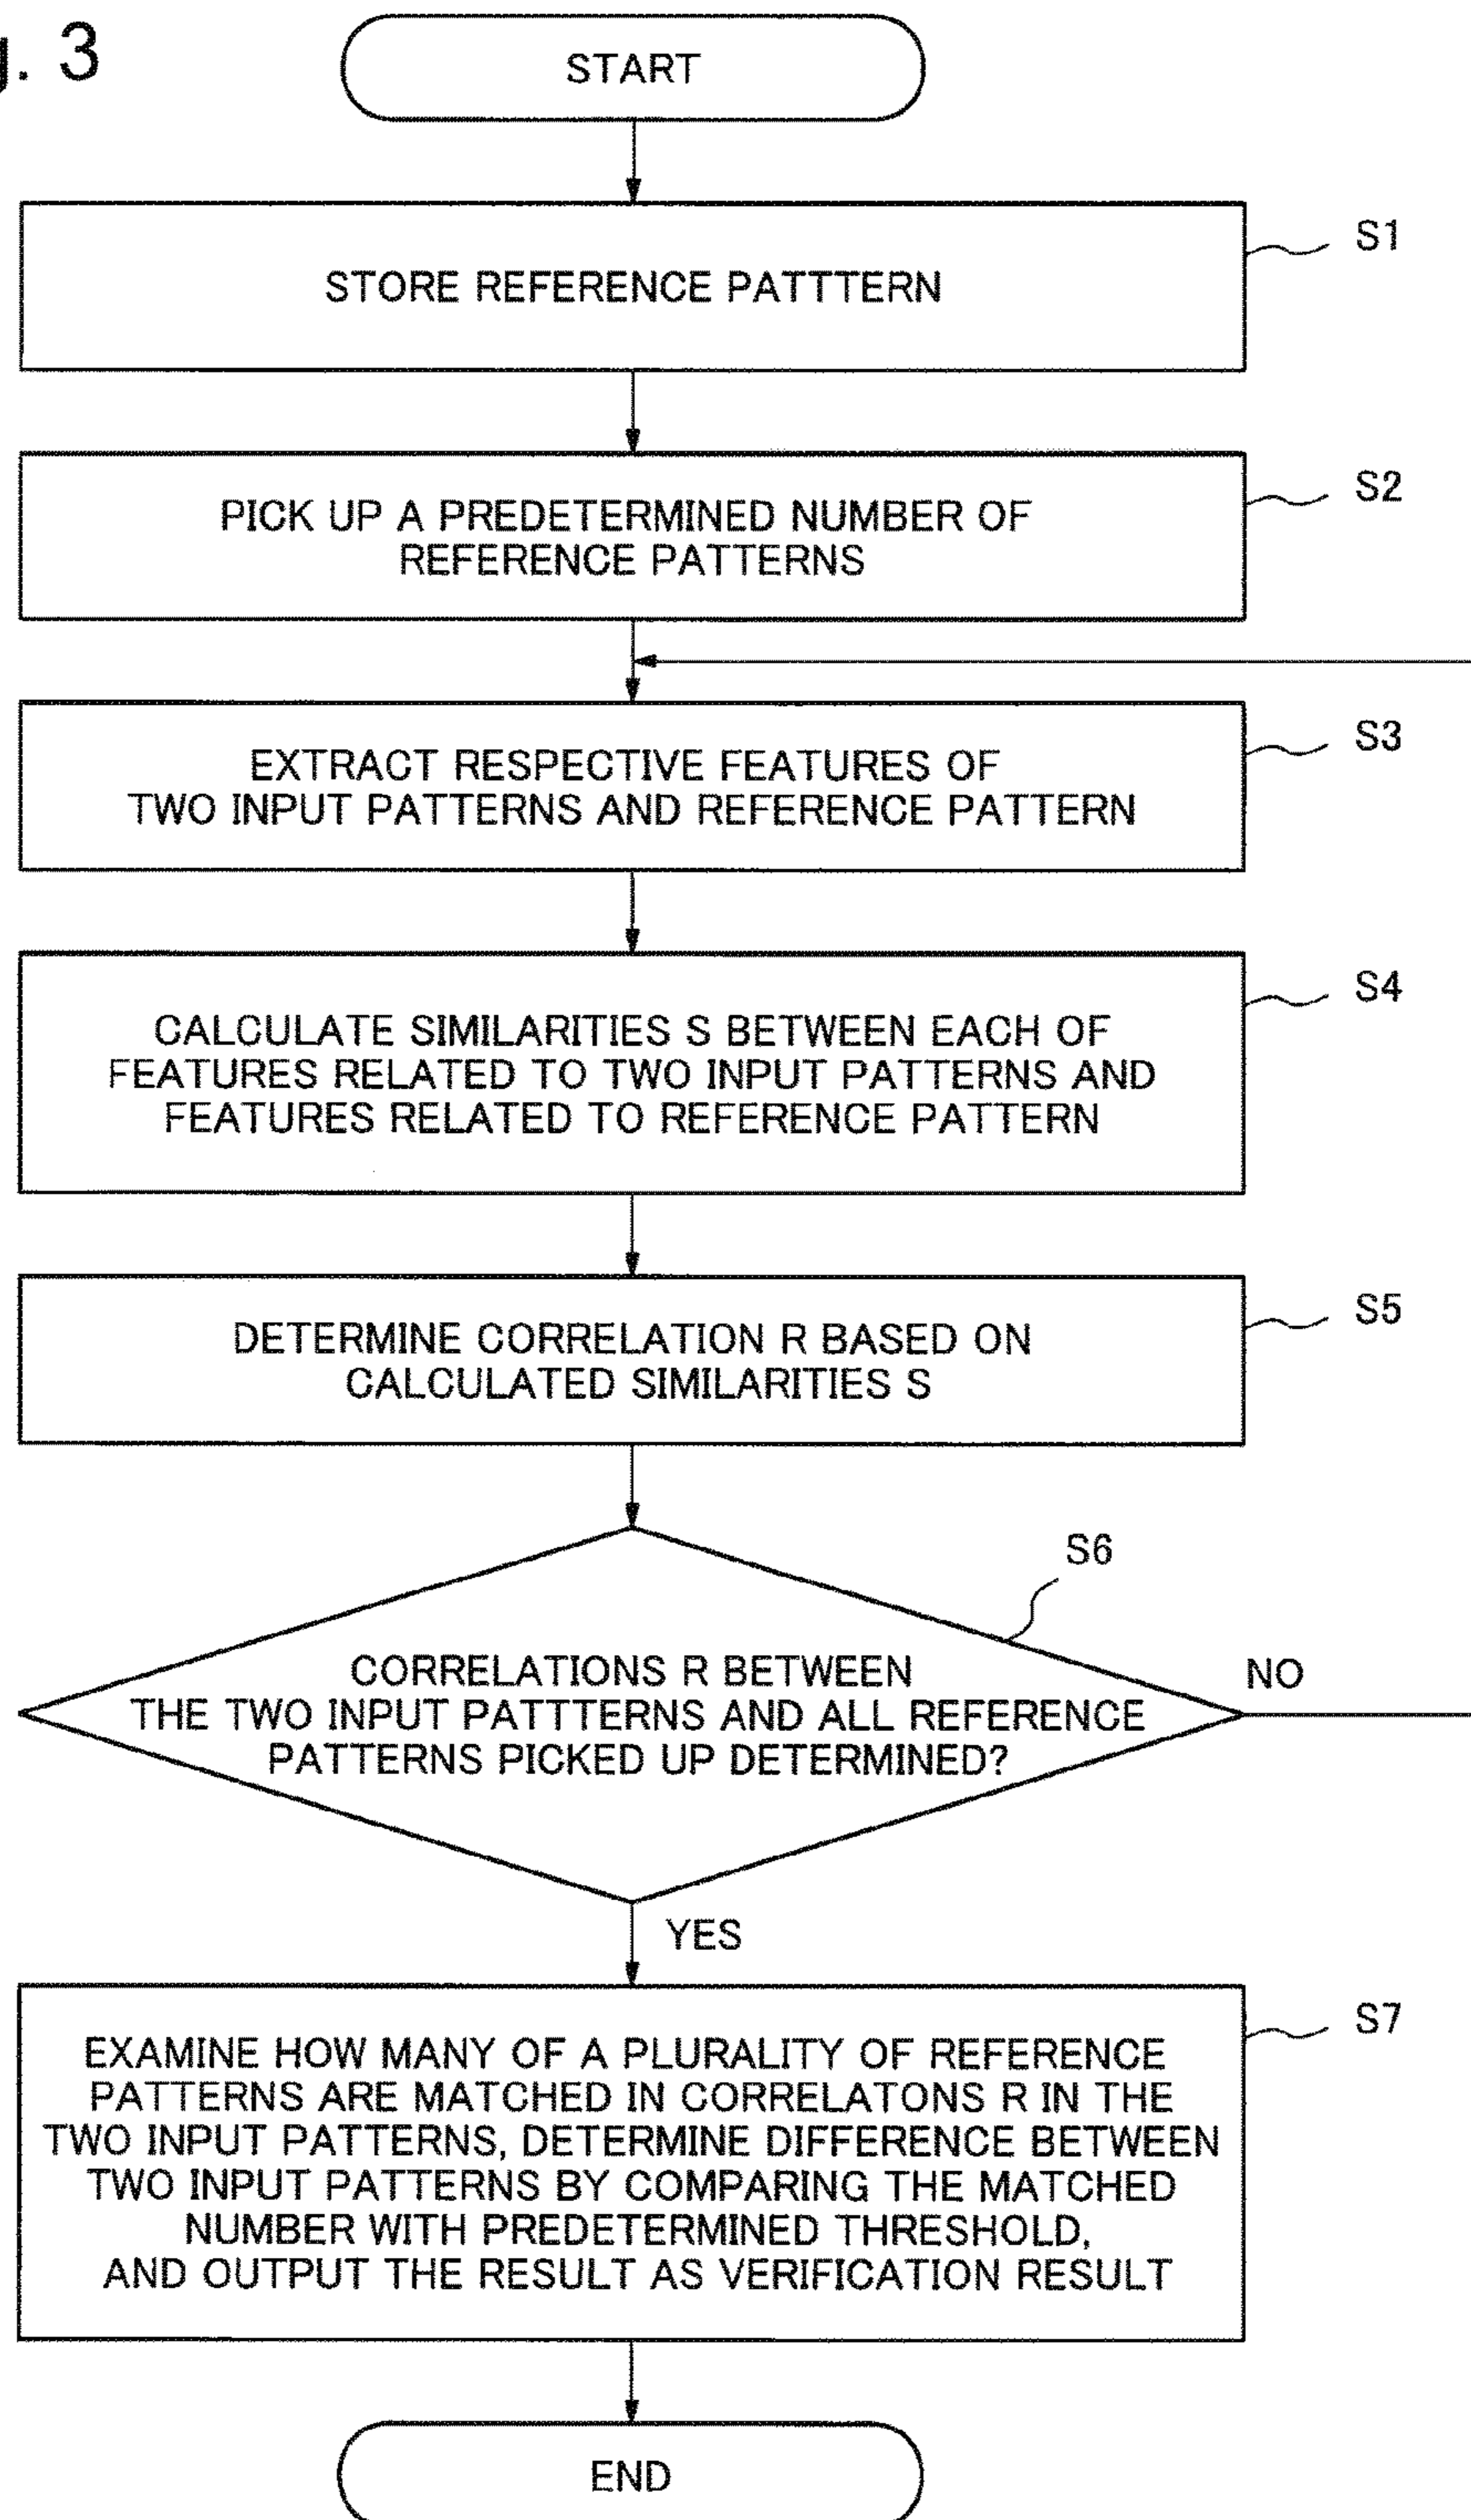 g. 3
START
STORE REFERENCE PATTTERN
S1
PICK UP A PREDETERMINED NUMBER OF
REFERENCE PATTERNS
S2
EXTRACT RESPECTIVE FEATURES OF
TWO INPUT PATTERNS AND REFERENCE PATTERN
S3
CALCULATE SIMILARITIES S BETWEEN EACH OF
FEATURES RELATED TO TWO INPUT PATTERNS AND
FEATURES RELATED TO REFERENCE PATTERN
S4
DETERMINE CORRELATION R BASED ON
CALCULATED SIMILARITIES S
S5
S6
CORRELATIONS R BETWEEN
THE TWO INPUT PATTTERNS AND ALL REFERENCE
PATTERNS PICKED UP DETERMINED?
NO
YES
EXAMINE HOW MANY OF A PLURALITY OF REFERENCE
PATTERNS ARE MATCHED IN CORRELATONS R IN THE
TWO INPUT PATTERNS, DETERMINE DIFFERENCE BETWEEN
TWO INPUT PATTERNS BY COMPARING THE MATCHED
NUMBER WITH PREDETERMINED THRESHOLD,
AND OUTPUT THE RESULT AS VERIFICATION RESULT
S7
END